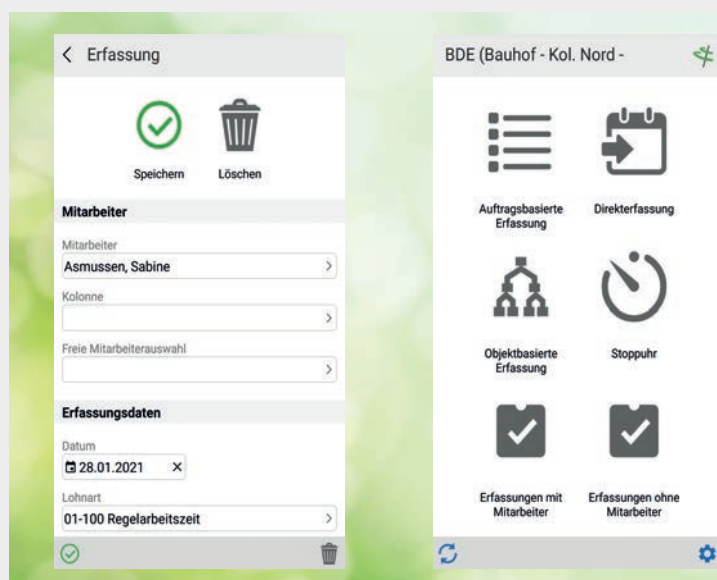 Erfassung
Speichern Löschen
Mitarbeiter
Mitarbeiter
Asmussen, Sabine
Kolonne
Freie Mitarbeiterauswahl
Erfassungsdaten
Datum
28.01.2021
Lohnart
01-100 Regelarbeitszeit
BDE (Bauhof - Kol. Nord -
Auftragsbasierte
Erfassung
Direkterfassung
Objektbasierte
Erfassung
Stoppuhr
Erfassungen mit
Mitarbeiter
Erfassungen ohne
Mitarbeiter